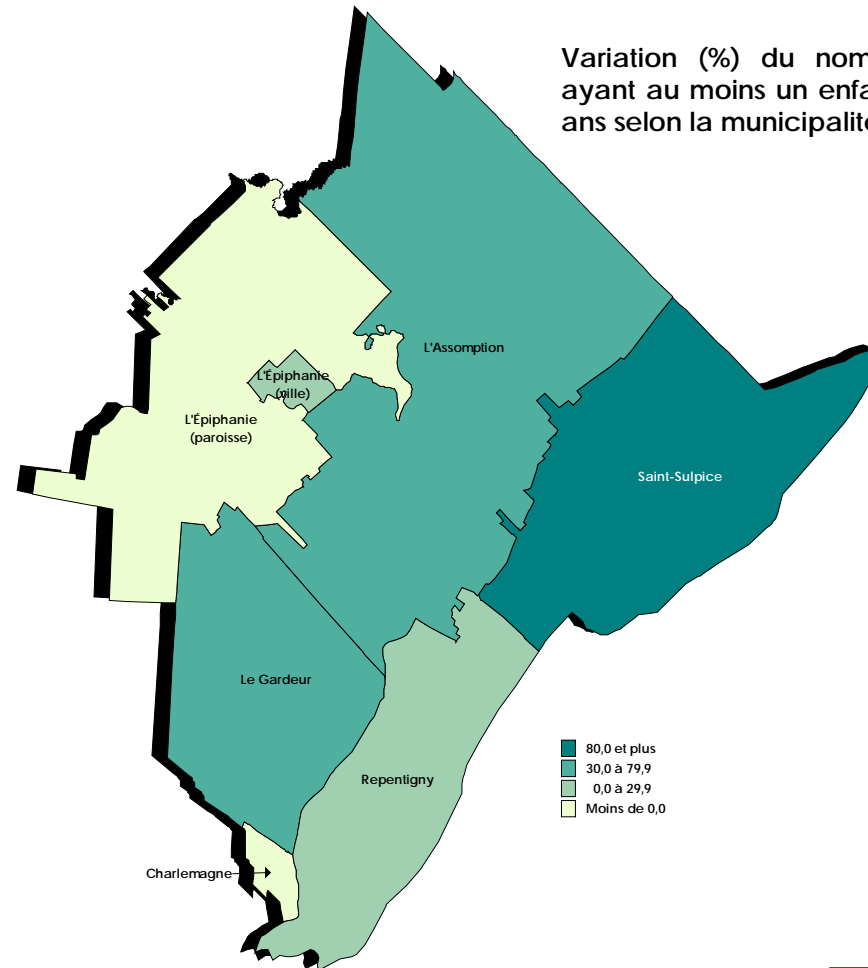 Variation (%) du nom
ayant au moins un enfa
ans selon la municipalité
L'Assomption
L'Épiphanie
(ville)
L'Épiphanie
(paroisse)
Saint-Sulpice
Le Gardeur
Repentigny
Charlemagne
80,0 et plus
30,0 à 79,9
0,0 à 29,9
Moins de 0,0